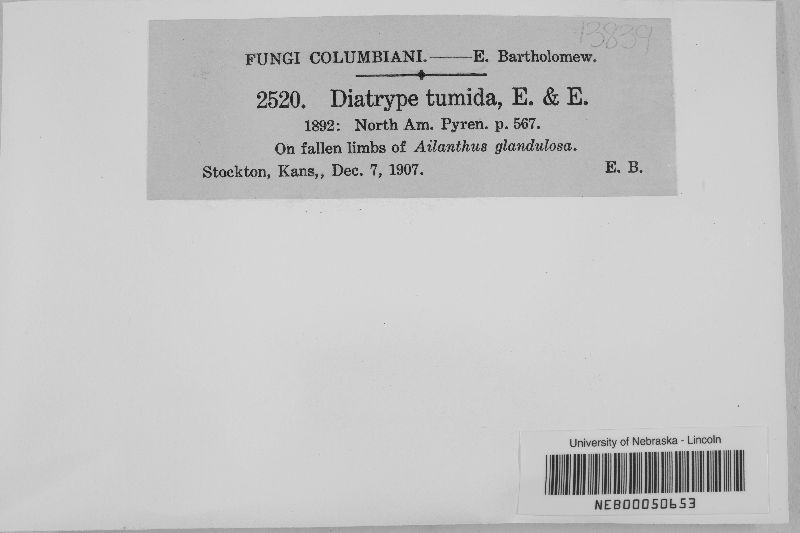 13839
FUNGI COLUMBIANI.——E. Bartholomew.
2520. Diatrype tumida, E. & E.
1892: North Am. Pyren. p. 567.
On fallen limbs of Ailanthus glandulosa.
Stockton, Kans,, Dec. 7, 1907. E. B.
University of Nebraska - Lincoln
NEB00050653